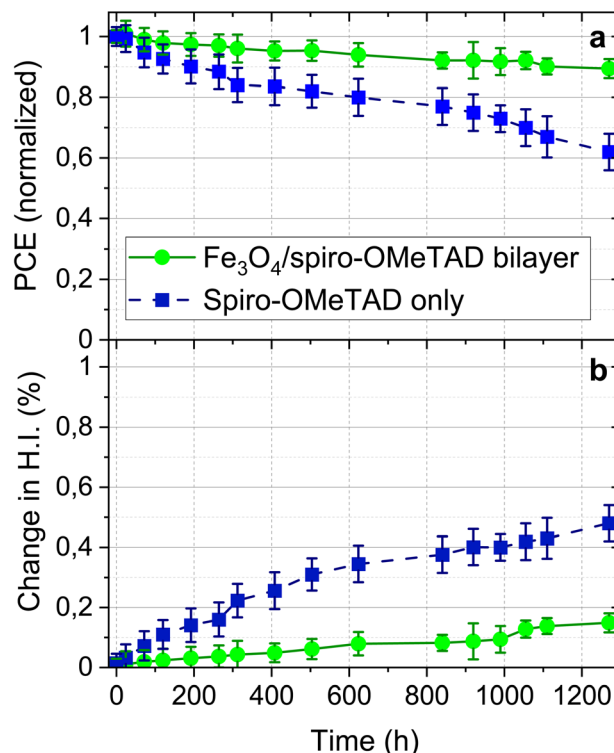 a
1
0,8
0,6
0,4
0,2
0
PCE (normalized)
Fe₃O₄/spiro-OMeTAD bilayer
Spiro-OMeTAD only
b
1
0,8
0,6
0,4
0,2
0
Change in H.I. (%)
0 200 400 600 800 1000 1200
Time (h)